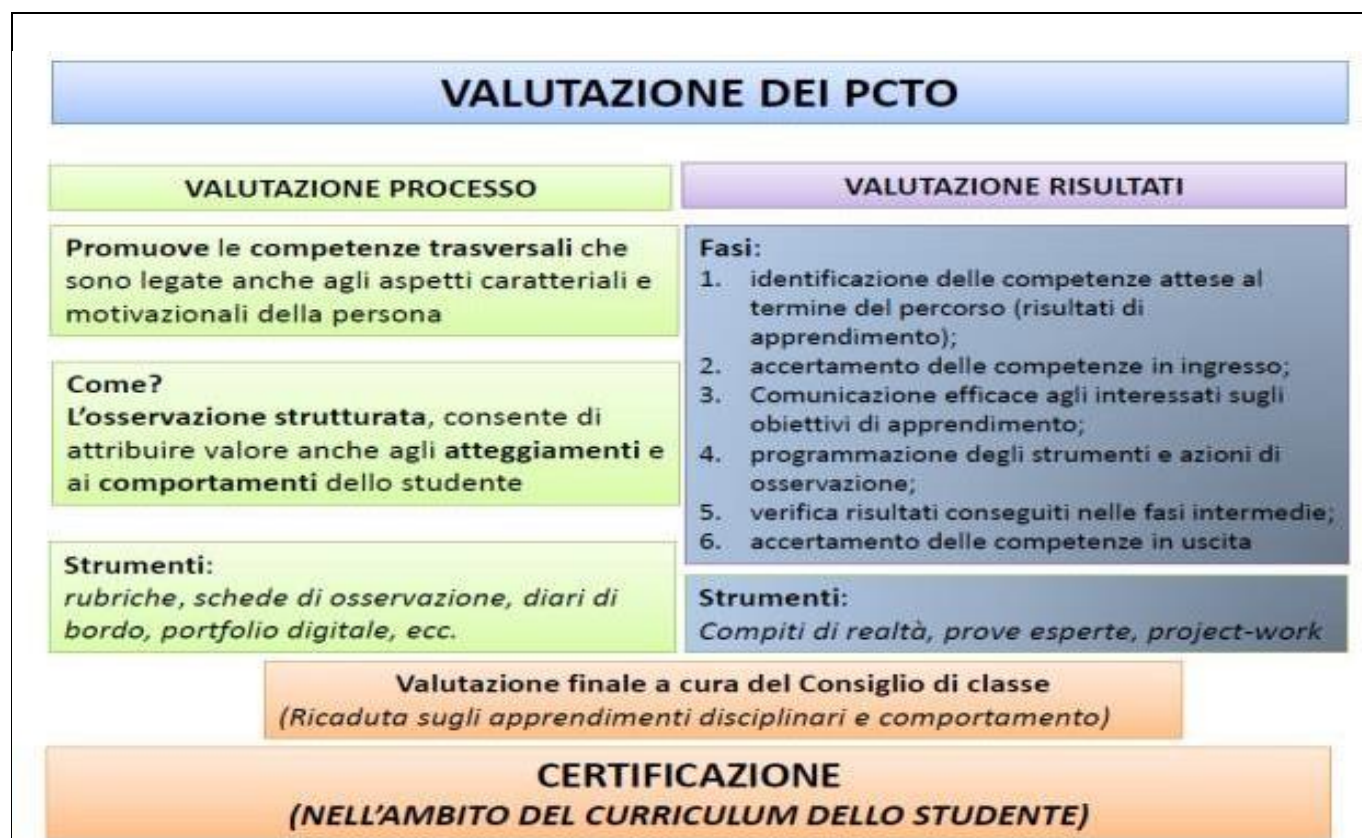 VALUTAZIONE DEI PCTO
VALUTAZIONE PROCESSO
Promuove le competenze trasversali che
sono legate anche agli aspetti caratteriali e
motivazionali della persona
Come?
L'osservazione strutturata, consente di
attribuire valore anche agli atteggiamenti e
ai comportamenti dello studente
Strumenti:
rubriche, schede di osservazione, diari di
bordo, portfolio digitale, ecc.
VALUTAZIONE RISULTATI
Fasi:
1. identificazione delle competenze attese al
termine del percorso (risultati di
apprendimento);
2. accertamento delle competenze in ingresso;
3. Comunicazione efficace agli interessati sugli
obiettivi di apprendimento;
4. programmazione degli strumenti e azioni di
osservazione;
5. verifica risultati conseguiti nelle fasi intermedie;
6. accertamento delle competenze in uscita
Strumenti:
Compiti di realtà, prove esperte, project-work
Valutazione finale a cura del Consiglio di classe
(Ricaduta sugli apprendimenti disciplinari e comportamento)
CERTIFICAZIONE
(NELL'AMBITO DEL CURRICULUM DELLO STUDENTE)